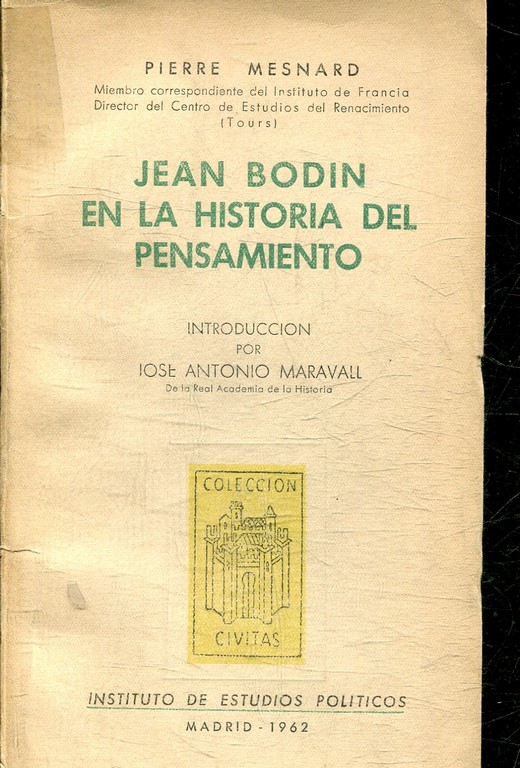 PIERRE MESNARD
Miembro correspondiente del Instituto de Francia
Director del Centro de Estudios del Renacimiento
(Tours)
JEAN BODIN
EN LA HISTORIA DEL
PENSAMIENTO
INTRODUCCION
POR
JOSE ANTONIO MARAVALL
De la Real Academia de la Historia
COLECCION
CIVITAS
INSTITUTO DE ESTUDIOS POLITICOS
MADRID - 1962